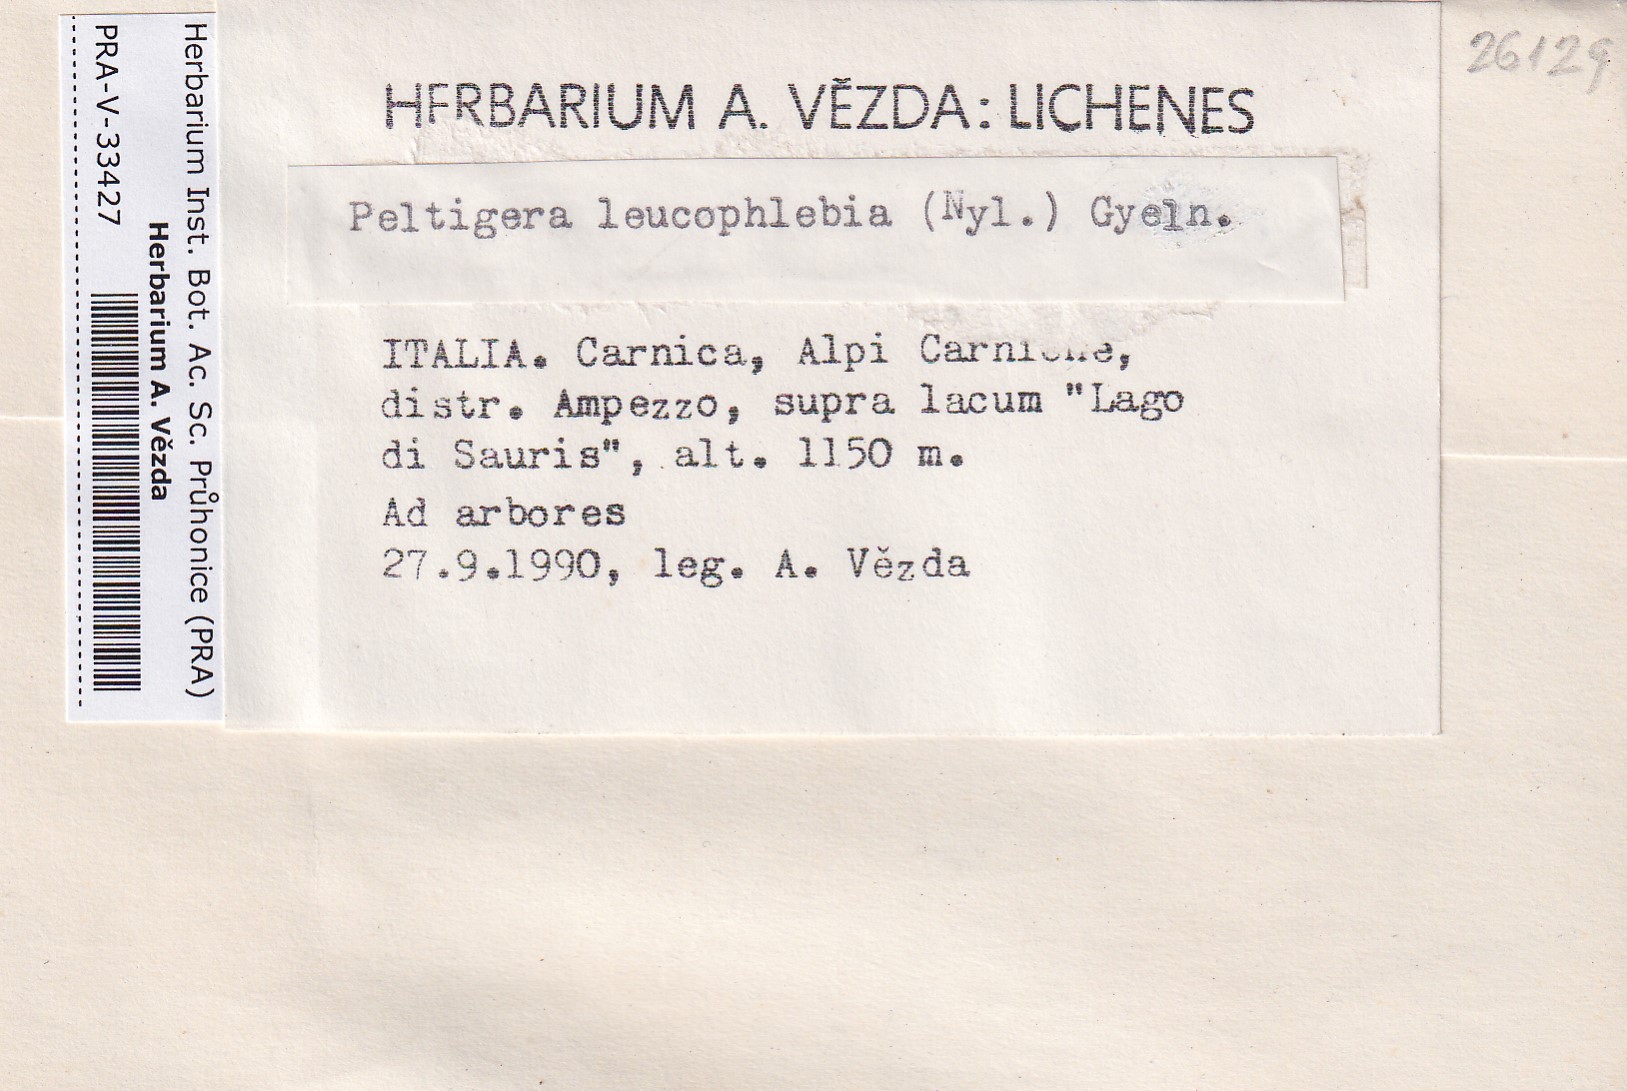 26129
HERBARIUM A. VĚZDA: LICHENES
Peltigera leucophlebia (Nyl.) Gyeln.
ITALIA. Carnica, Alpi Carniche,
distr. Ampezzo, supra lacum "Lago
di Sauris", alt. 1150 m.
Ad arbores
27.9.1990, leg. A. Vězda
Herbarium Inst. Bot. Ac. Sc. Průhonice (PRA)
Herbarium A. Vězda
PRA-V-33427